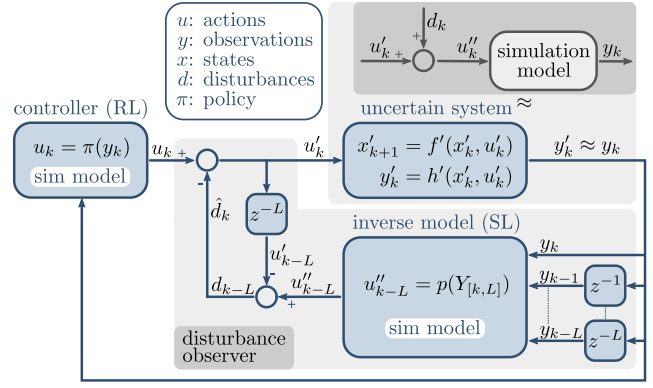 u: actions
y: observations
x: states
d: disturbances
π: policy
d_k
+
u'_k +
u''_k
simulation
model
y_k
≈
controller (RL)
u_k = π(y_k)
sim model
u_k +
-
u'_k
uncertain system
x'_{k+1} = f'(x'_k, u'_k)
y'_k = h'(x'_k, u'_k)
y'_k ≈ y_k
d̂_k
z^{-L}
u'_{k-L}
-
d_{k-L}
u''_{k-L}
+
inverse model (SL)
u''_{k-L} = p(Y_{[k,L]})
sim model
y_k
y_{k-1}
z^{-1}
y_{k-L}
z^{-L}
disturbance
observer